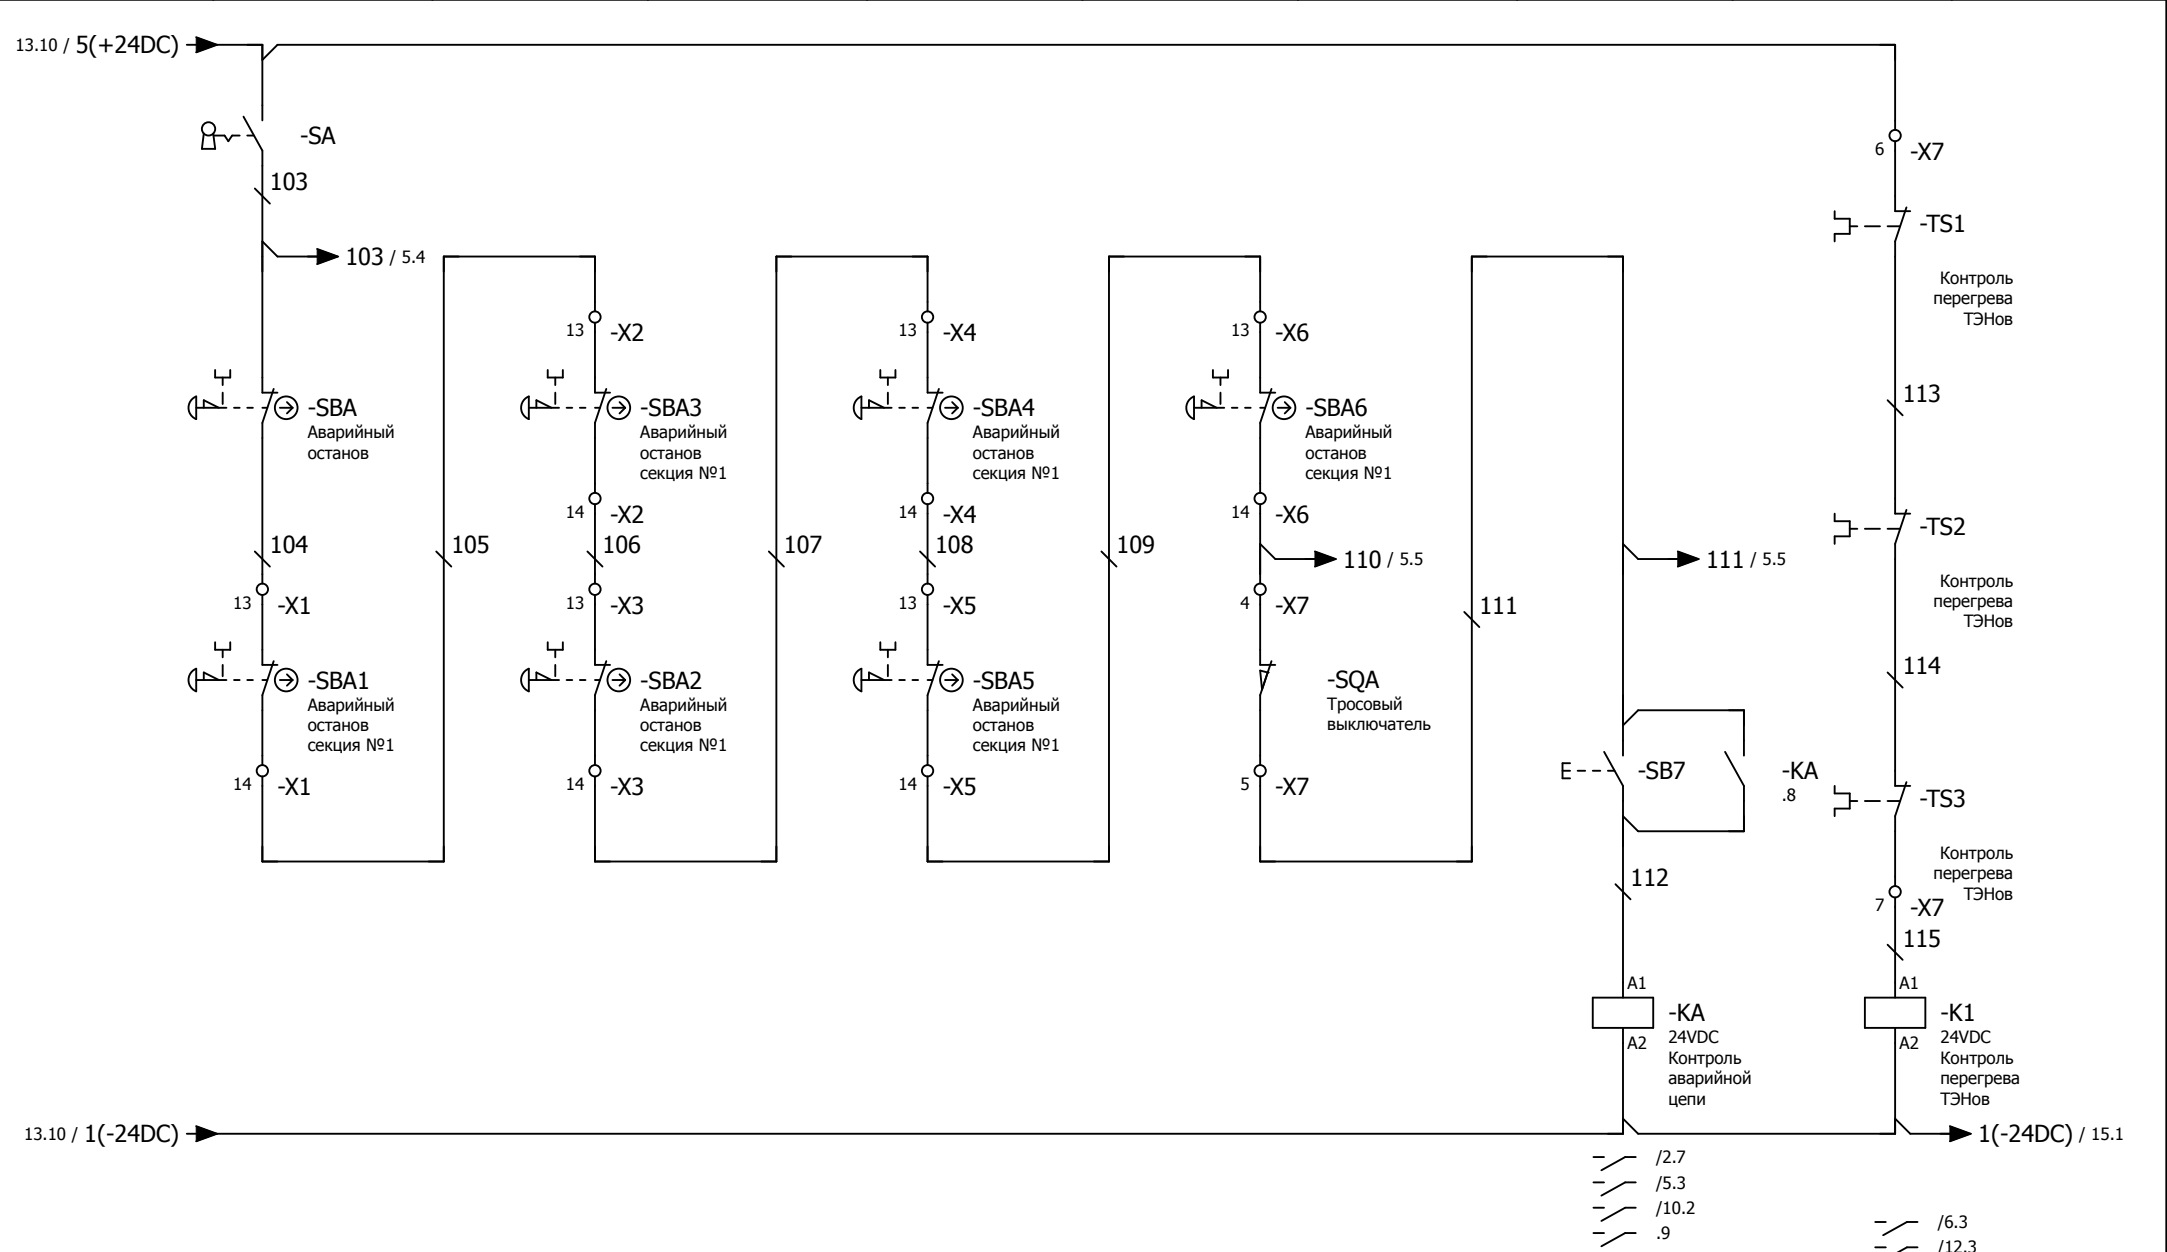 13.10 / 5(+24DC)
-SA
103
103 / 5.4
6
-X7
-TS1
Контроль
перегрева
ТЭНов
13
-X2
13
-X4
13
-X6
-SBA
Аварийный
останов
-SBA3
Аварийный
останов
секция №1
-SBA4
Аварийный
останов
секция №1
-SBA6
Аварийный
останов
секция №1
113
14
-X2
14
-X4
14
-X6
-TS2
Контроль
перегрева
ТЭНов
104
105
106
107
108
109
110 / 5.5
111 / 5.5
13
-X1
13
-X3
13
-X5
4
-X7
111
-SBA1
Аварийный
останов
секция №1
-SBA2
Аварийный
останов
секция №1
-SBA5
Аварийный
останов
секция №1
-SQA
Тросовый
выключатель
114
14
-X1
14
-X3
14
-X5
5
-X7
E
-SB7
-KA
.8
-TS3
Контроль
перегрева
ТЭНов
112
7
-X7
115
A1
-KA
24VDC
A2
Контроль
аварийной
цепи
A1
-K1
24VDC
A2
Контроль
перегрева
ТЭНов
13.10 / 1(-24DC)
1(-24DC) / 15.1
/2.7
/5.3
/10.2
.9
/6.3
/12.3